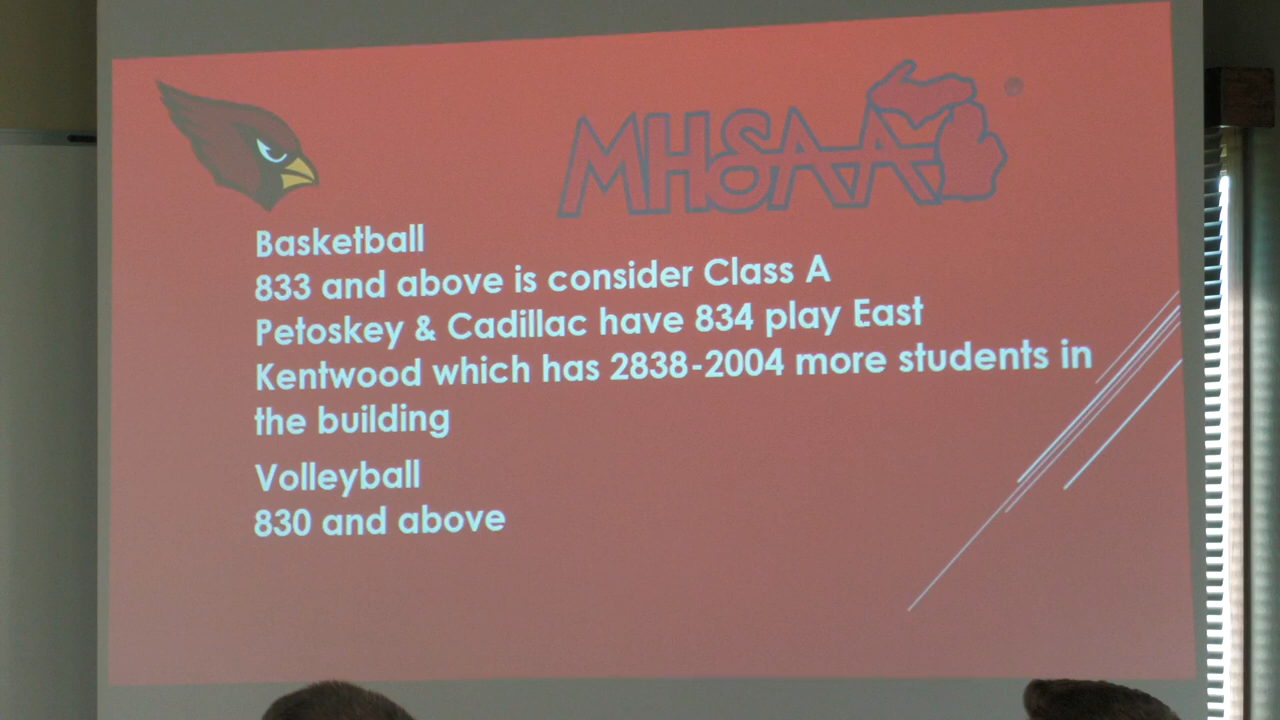 MHSAA ®
Basketball
833 and above is consider Class A
Petoskey & Cadillac have 834 play East
Kentwood which has 2838-2004 more students in
the building
Volleyball
830 and above